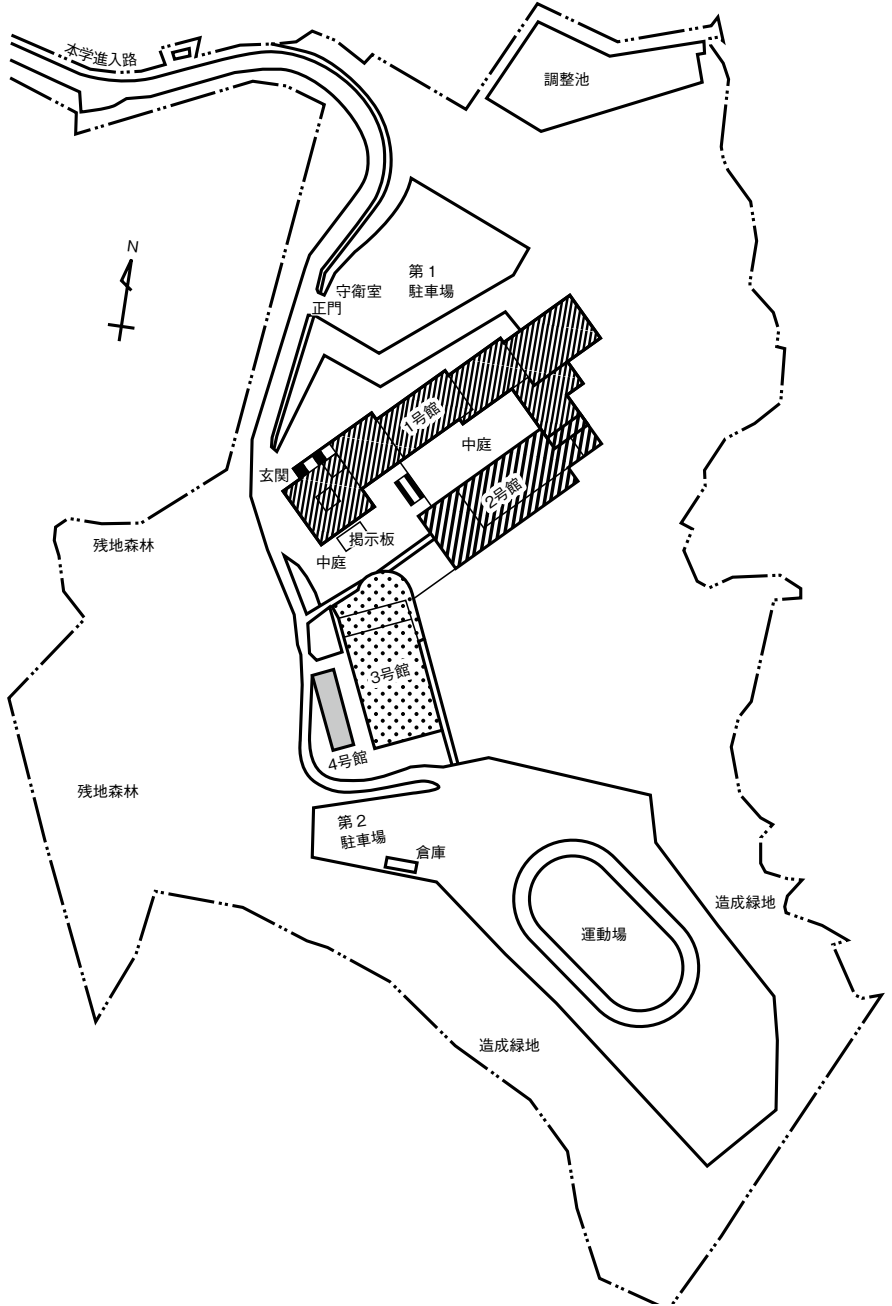 本学進入路
調整池
N
第1
駐車場
守衛室
正門
1号館
中庭
玄関
2号館
掲示板
中庭
残地森林
3号館
4号館
残地森林
第2
駐車場
倉庫
造成緑地
運動場
造成緑地